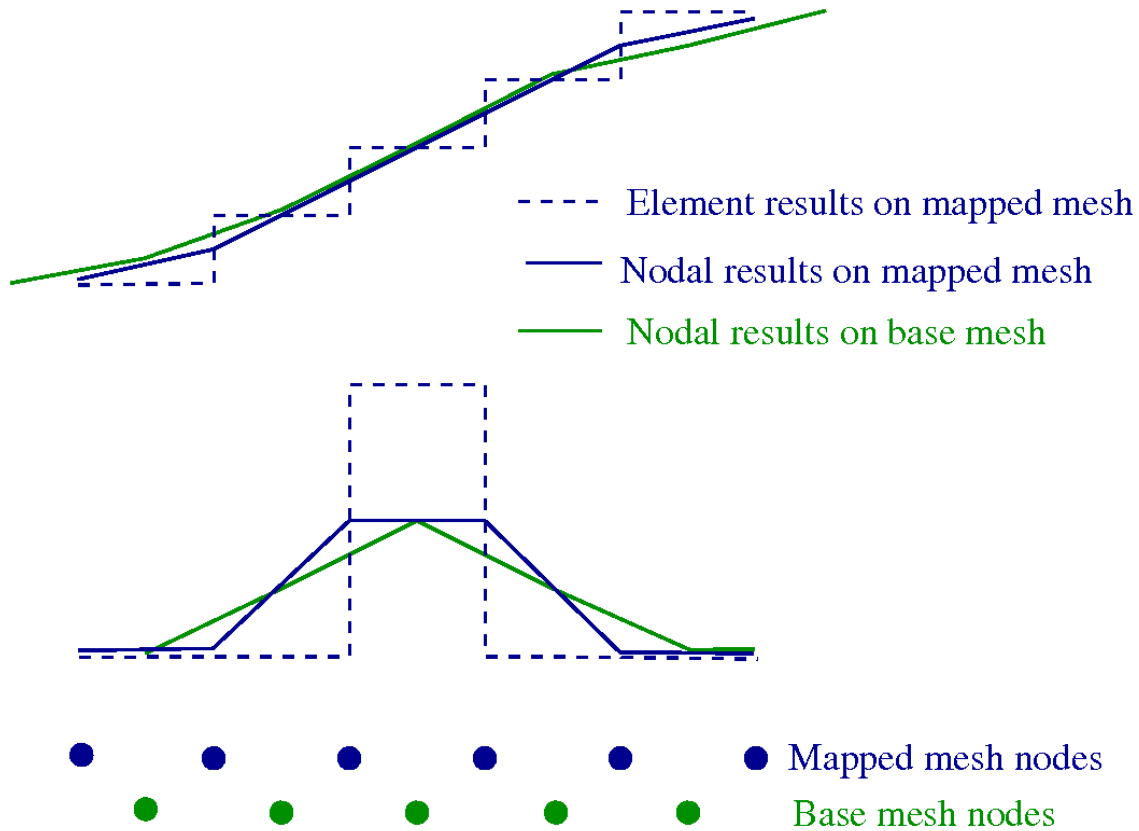 Element results on mapped mesh
Nodal results on mapped mesh
Nodal results on base mesh
Mapped mesh nodes
Base mesh nodes